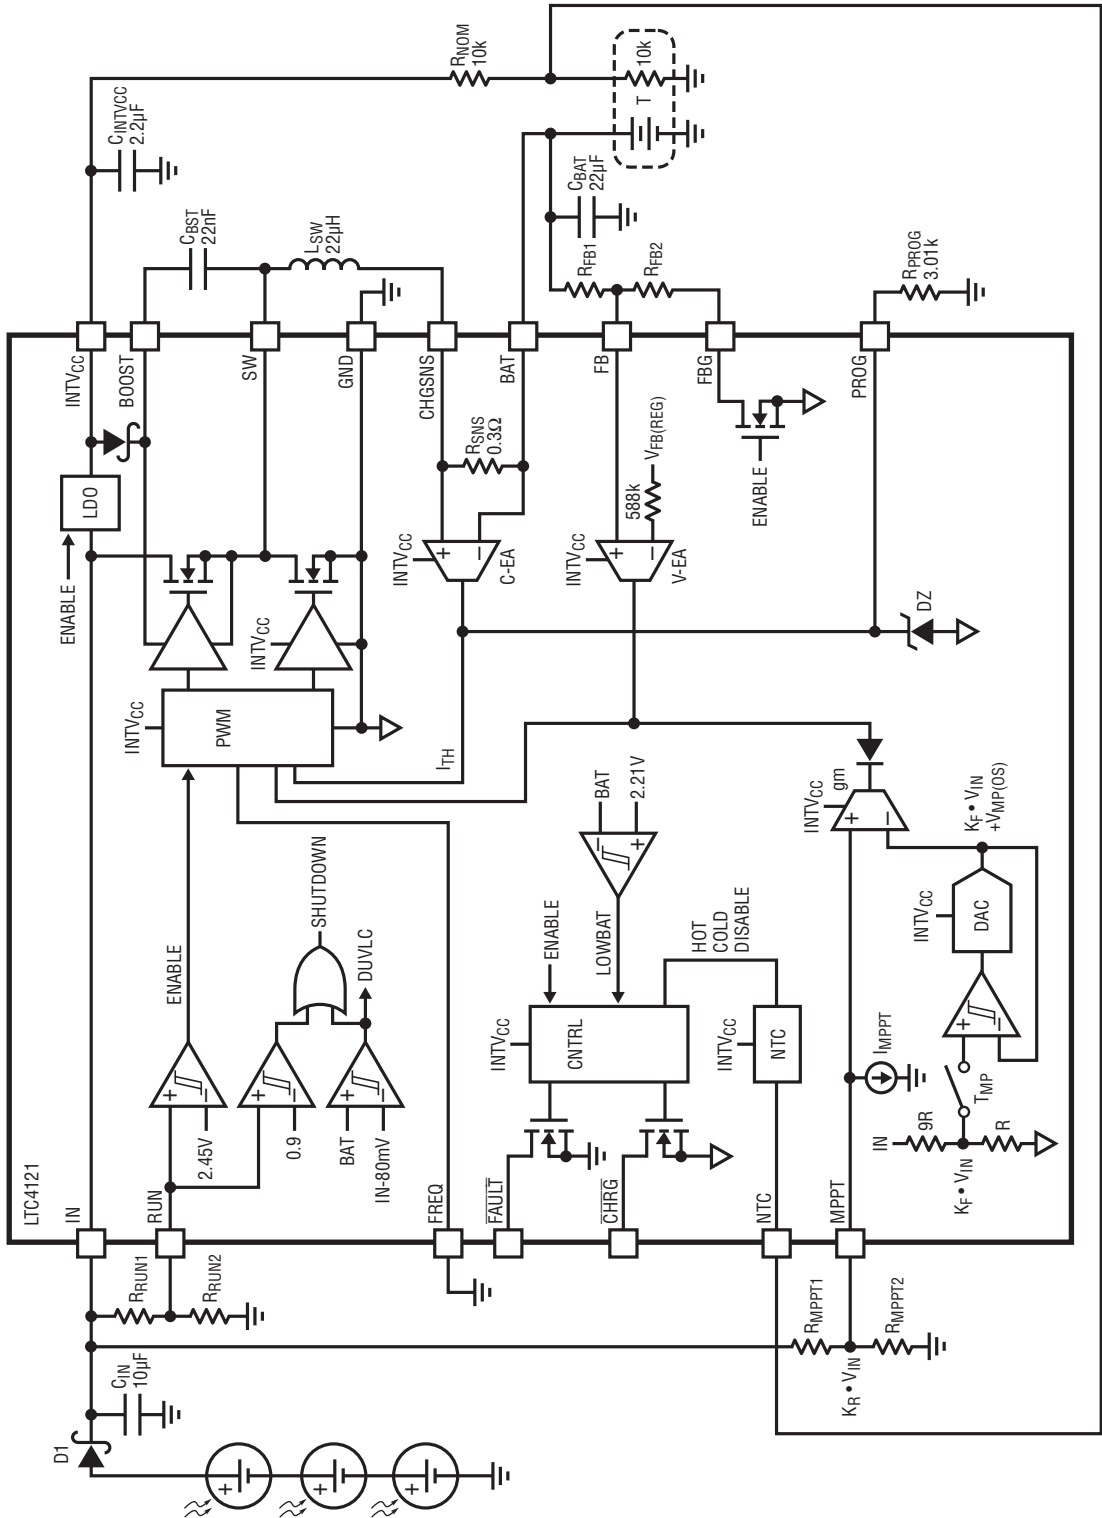 LTC4121
D1
CIN
10µF
IN
RRUN1
RRUN2
RUN
2.45V
ENABLE
0.9
BAT
IN-80mV
SHUTDOWN
DUVLC
INTVCC
PWM
INTVCC
ENABLE
LDO
INTVCC
BOOST
SW
GND
CHGSNS
BAT
FB
FBG
PROG
CINTVCC
2.2µF
CBST
22nF
LSW
22µH
RNOM
10k
T
10k
CBAT
22µF
RFB1
RFB2
RPROG
3.01k
RSNS
0.3Ω
INTVCC
C-EA
INTVCC
V-EA
588k
VFB(REG)
ENABLE
DZ
ITH
FREQ
FAULT
CHRG
NTC
MPPT
INTVCC
CNTRL
ENABLE
LOWBAT
BAT
2.21V
HOT
COLD
DISABLE
INTVCC
NTC
RMPPT1
RMPPT2
KR • VIN
IMPPT
IN
9R
R
KF • VIN
TMP
INTVCC
DAC
KF • VIN
+VMP(OS)
INTVCC
gm
+
–
+
–
+
–
+
–
+
–
–
+
+
–
+
–
+
+
+